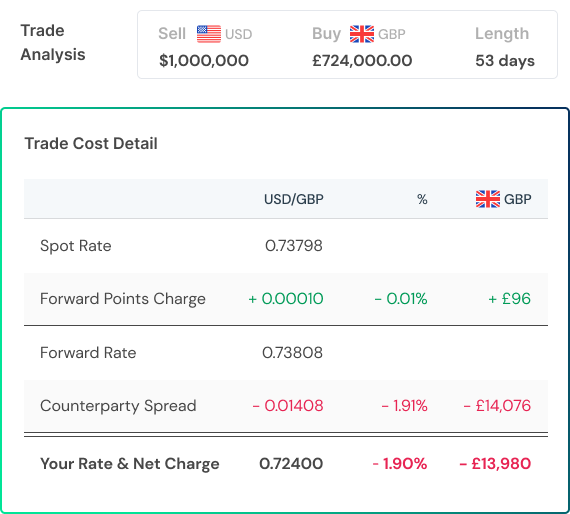 Trade Analysis
Sell USD Buy GBP Length
$1,000,000 £724,000.00 53 days
Trade Cost Detail
USD/GBP % GBP
Spot Rate 0.73798
Forward Points Charge + 0.00010 - 0.01% + £96
Forward Rate 0.73808
Counterparty Spread - 0.01408 - 1.91% - £14,076
Your Rate & Net Charge 0.72400 - 1.90% - £13,980